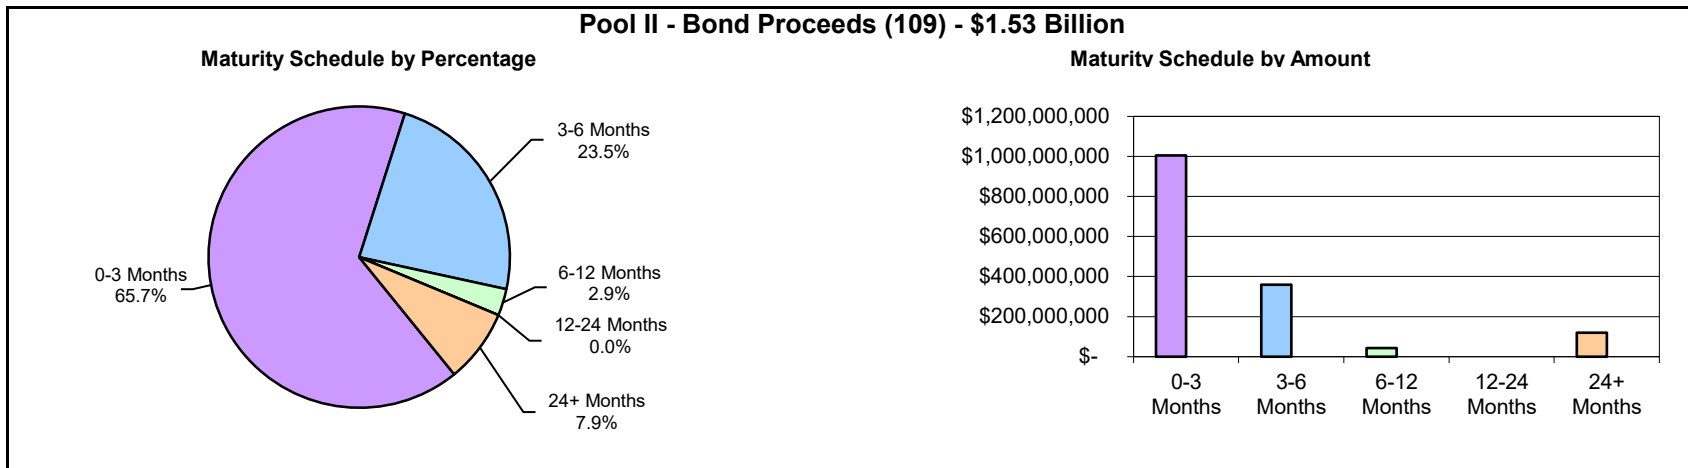 Pool II - Bond Proceeds (109) - $1.53 Billion
Maturity Schedule by Percentage
3-6 Months
23.5%
6-12 Months
2.9%
12-24 Months
0.0%
24+ Months
7.9%
0-3 Months
65.7%
Maturity Schedule by Amount
$1,200,000,000
$1,000,000,000
$800,000,000
$600,000,000
$400,000,000
$200,000,000
$-
0-3
Months
3-6
Months
6-12
Months
12-24
Months
24+
Months